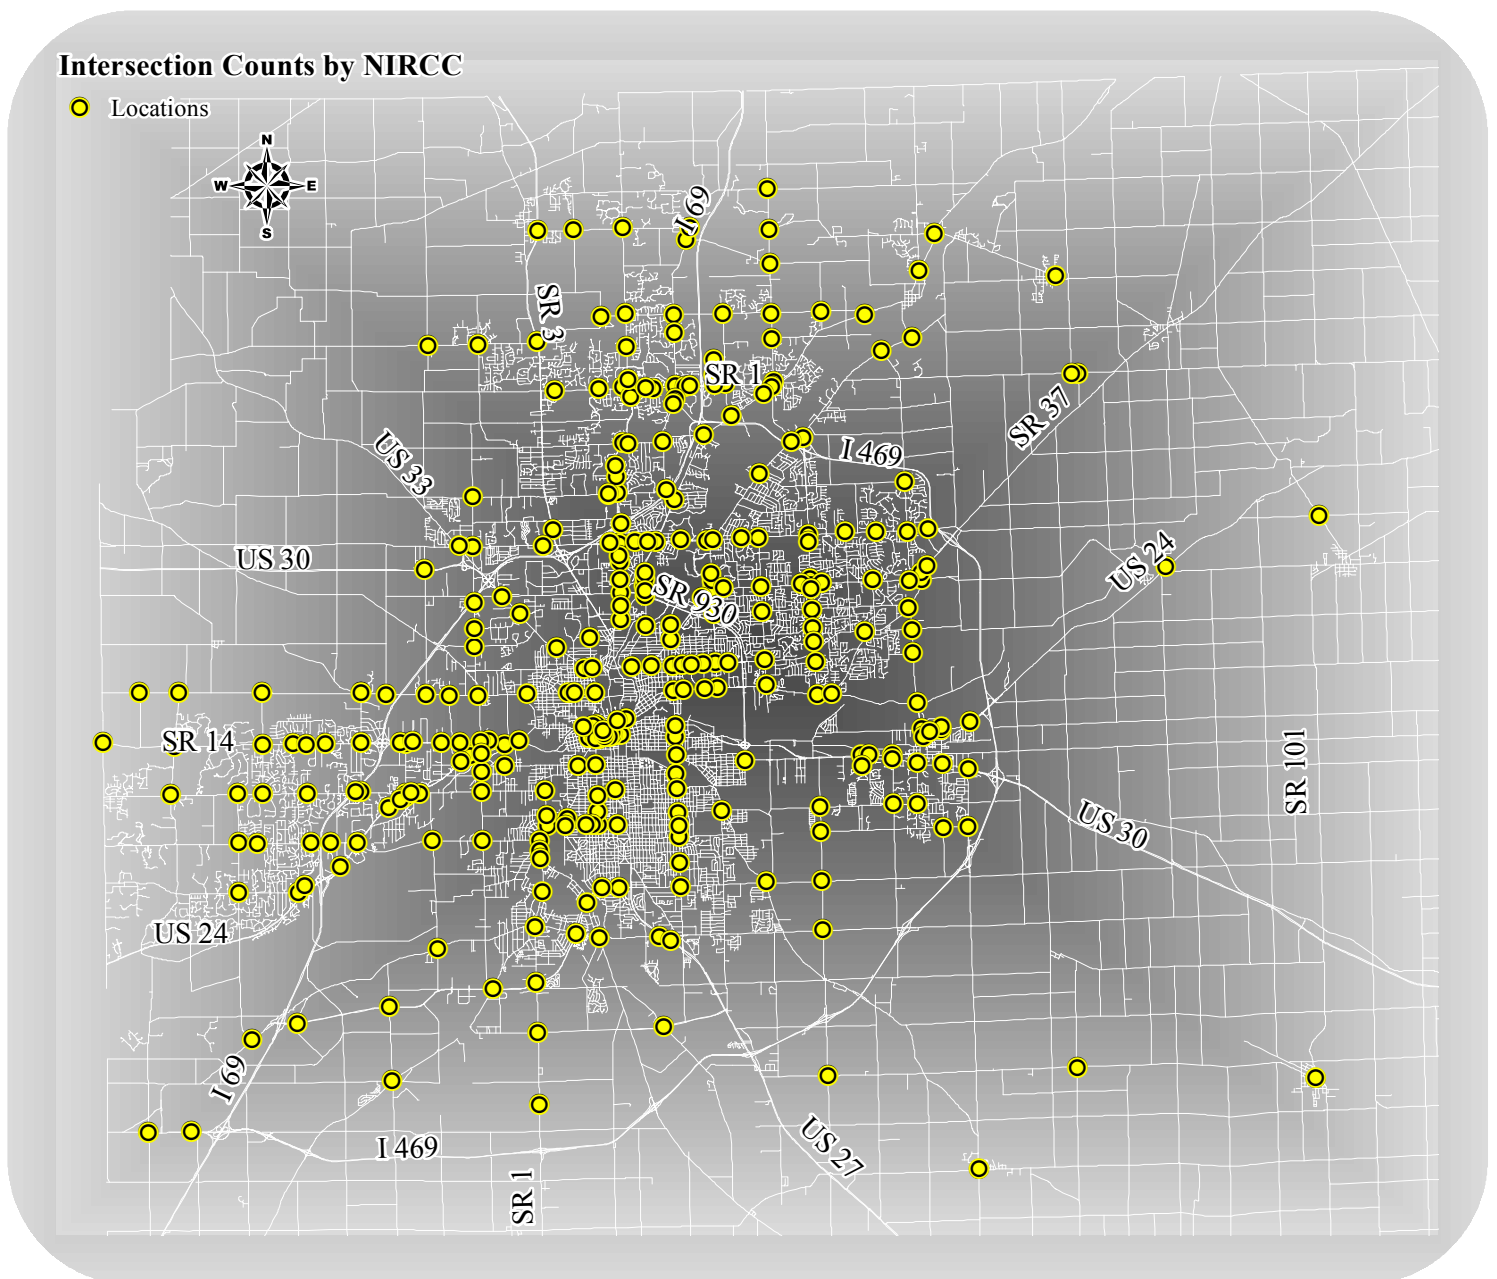 Intersection Counts by NIRCC
Locations
N
W E
S
I 69
SR 3
SR 1
SR 37
US 33
I 469
US 30
US 24
SR 930
SR 14
SR 101
US 30
US 24
I 69
I 469
US 27
SR 1